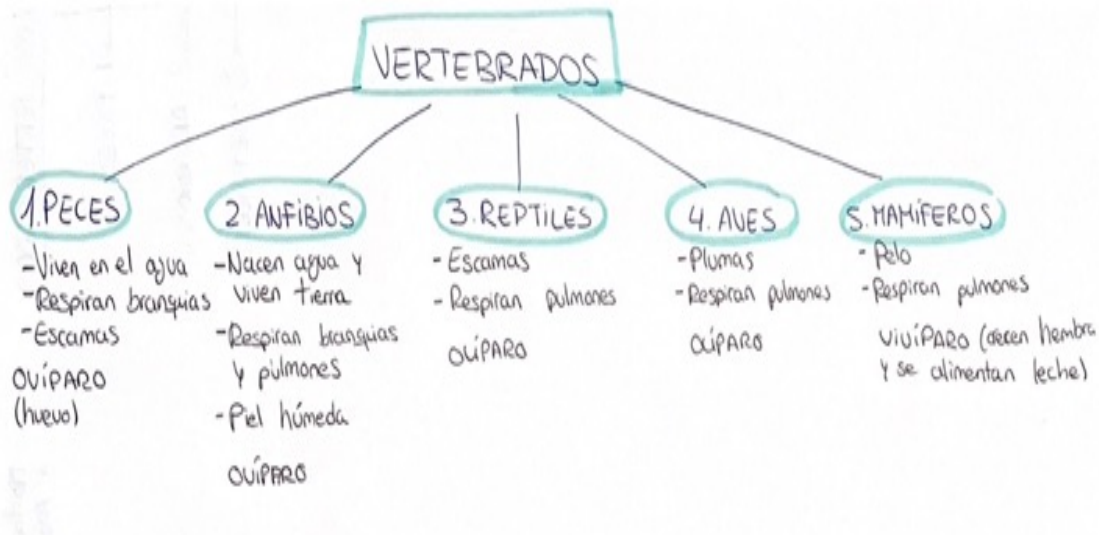 VERTEBRADOS
1. PECES
-Viven en el agua
-Respiran branquias
-Escamas
OVÍPARO
(huevo)
2. ANFIBIOS
-Nacen agua y
viven tierra
-Respiran branquias
y pulmones
-Piel húmeda
OVÍPARO
3. REPTILES
-Escamas
-Respiran pulmones
OVÍPARO
4. AVES
-Plumas
-Respiran pulmones
OVÍPARO
5. MAMÍFEROS
-Pelo
-Respiran pulmones
VIVÍPARO (crecen hembra
y se alimentan leche)